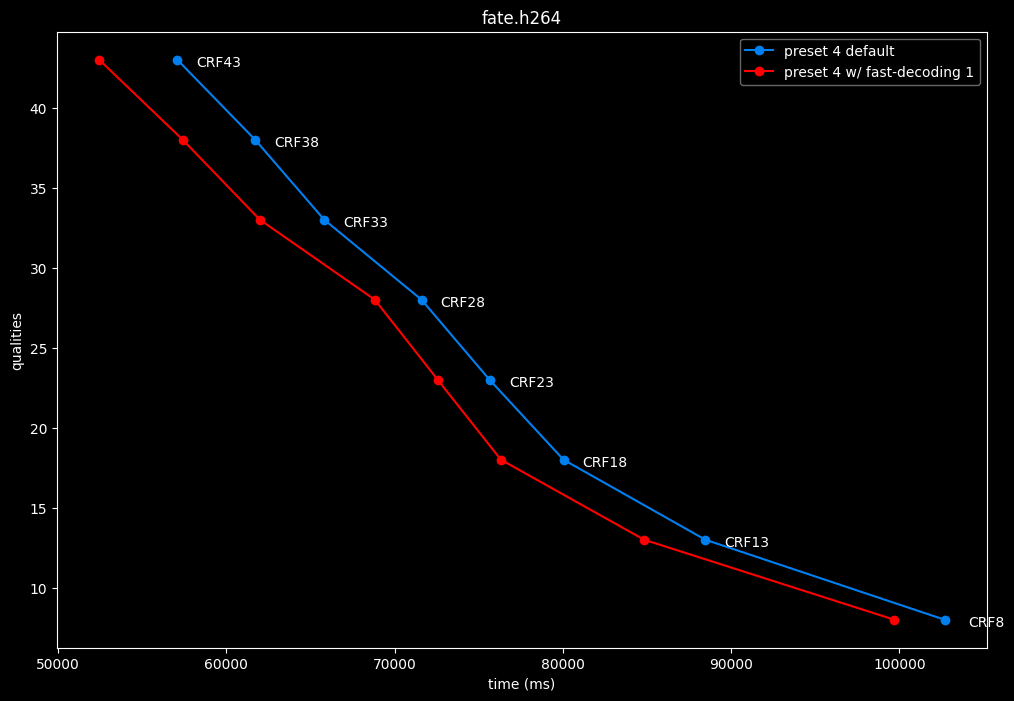 fate.h264
preset 4 default
preset 4 w/ fast-decoding 1
CRF43
CRF38
CRF33
CRF28
CRF23
CRF18
CRF13
CRF8
40
35
30
25
20
15
10
qualities
50000 60000 70000 80000 90000 100000
time (ms)